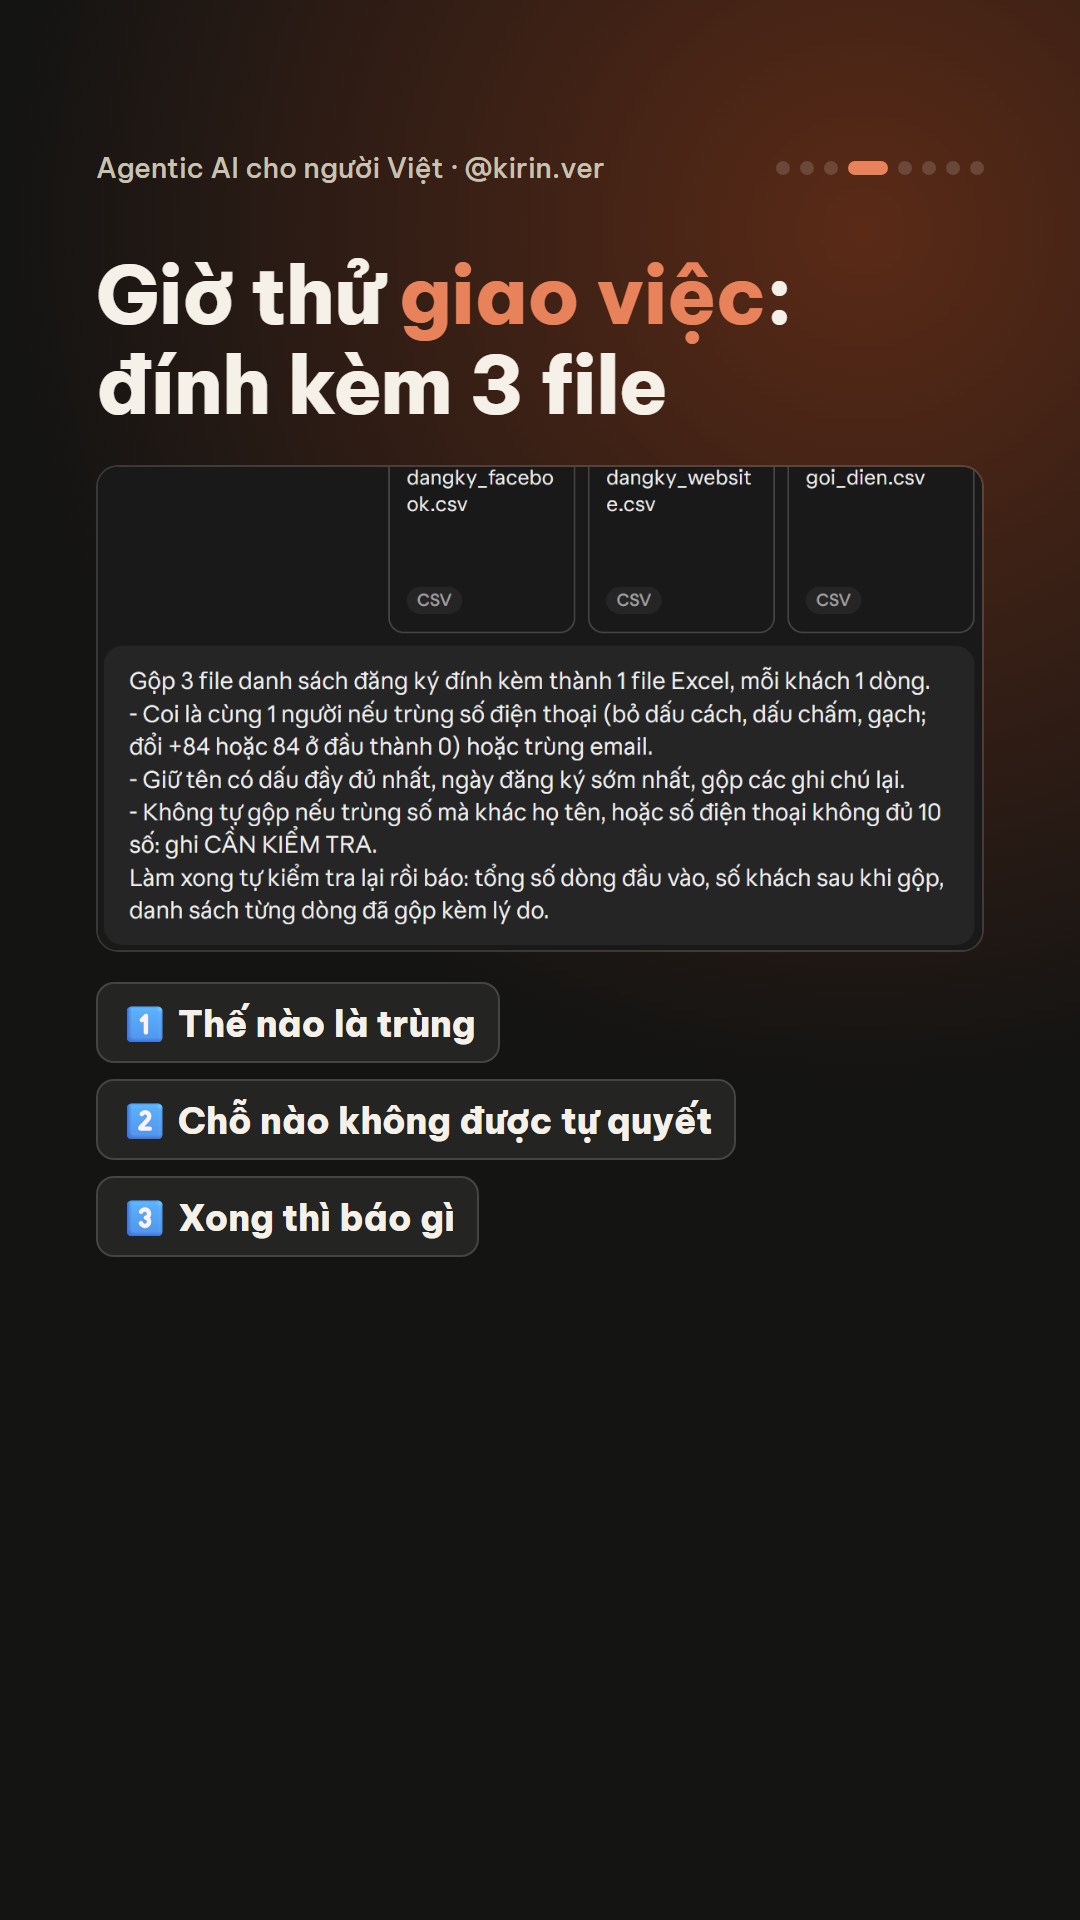 Agentic AI cho người Việt · @kirin.ver
Giờ thử giao việc:
đính kèm 3 file
dangky_facebo
ok.csv
CSV
dangky_websit
e.csv
CSV
goi_dien.csv
CSV
Gộp 3 file danh sách đăng ký đính kèm thành 1 file Excel, mỗi khách 1 dòng.
- Coi là cùng 1 người nếu trùng số điện thoại (bỏ dấu cách, dấu chấm, gạch;
đổi +84 hoặc 84 ở đầu thành 0) hoặc trùng email.
- Giữ tên có dấu đầy đủ nhất, ngày đăng ký sớm nhất, gộp các ghi chú lại.
- Không tự gộp nếu trùng số mà khác họ tên, hoặc số điện thoại không đủ 10
số: ghi CẦN KIỂM TRA.
Làm xong tự kiểm tra lại rồi báo: tổng số dòng đầu vào, số khách sau khi gộp,
danh sách từng dòng đã gộp kèm lý do.
1 Thế nào là trùng
2 Chỗ nào không được tự quyết
3 Xong thì báo gì